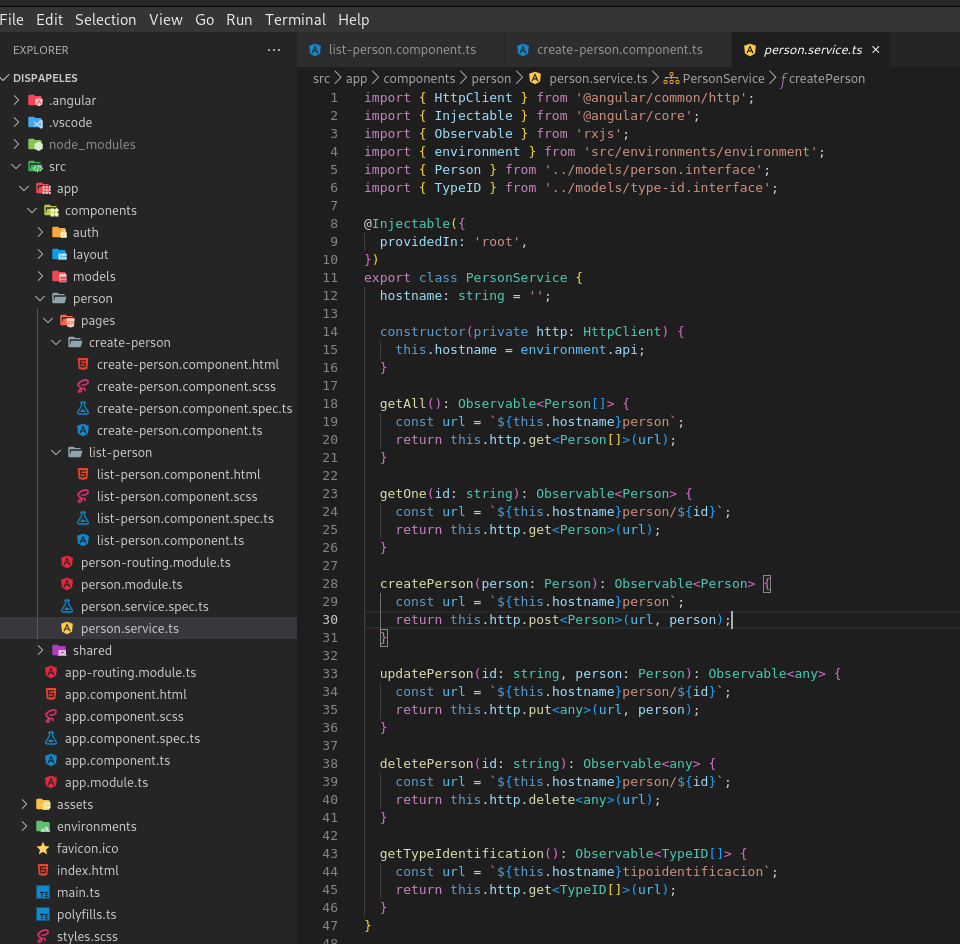 File Edit Selection View Go Run Terminal Help
EXPLORER ···
DISPAPELES
.angular
.vscode
node_modules
src
app
components
auth
layout
models
person
pages
create-person
create-person.component.html
create-person.component.scss
create-person.component.spec.ts
create-person.component.ts
list-person
list-person.component.html
list-person.component.scss
list-person.component.spec.ts
list-person.component.ts
person-routing.module.ts
person.module.ts
person.service.spec.ts
person.service.ts
shared
app-routing.module.ts
app.component.html
app.component.scss
app.component.spec.ts
app.component.ts
app.module.ts
assets
environments
favicon.ico
index.html
main.ts
polyfills.ts
styles.scss
list-person.component.ts create-person.component.ts person.service.ts ×
src > app > components > person > person.service.ts > PersonService > createPerson
1 import { HttpClient } from '@angular/common/http';
2 import { Injectable } from '@angular/core';
3 import { Observable } from 'rxjs';
4 import { environment } from 'src/environments/environment';
5 import { Person } from '../models/person.interface';
6 import { TypeID } from '../models/type-id.interface';
7
8 @Injectable({
9 providedIn: 'root',
10 })
11 export class PersonService {
12 hostname: string = '';
13
14 constructor(private http: HttpClient) {
15 this.hostname = environment.api;
16 }
17
18 getAll(): Observable<Person[]> {
19 const url = `${this.hostname}person`;
20 return this.http.get<Person[]>(url);
21 }
22
23 getOne(id: string): Observable<Person> {
24 const url = `${this.hostname}person/${id}`;
25 return this.http.get<Person>(url);
26 }
27
28 createPerson(person: Person): Observable<Person> {
29 const url = `${this.hostname}person`;
30 return this.http.post<Person>(url, person);
31 }
32
33 updatePerson(id: string, person: Person): Observable<any> {
34 const url = `${this.hostname}person/${id}`;
35 return this.http.put<any>(url, person);
36 }
37
38 deletePerson(id: string): Observable<any> {
39 const url = `${this.hostname}person/${id}`;
40 return this.http.delete<any>(url);
41 }
42
43 getTypeIdentification(): Observable<TypeID[]> {
44 const url = `${this.hostname}tipoidentificacion`;
45 return this.http.get<TypeID[]>(url);
46 }
47 }
48